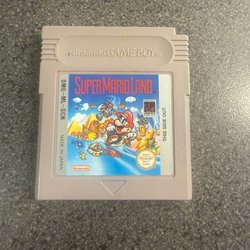 Nintendo GAME BOY
DMG-ML-SCN
SUPER MARIO LAND
THIS SIDE OUT
MADE IN JAPAN
Nintendo